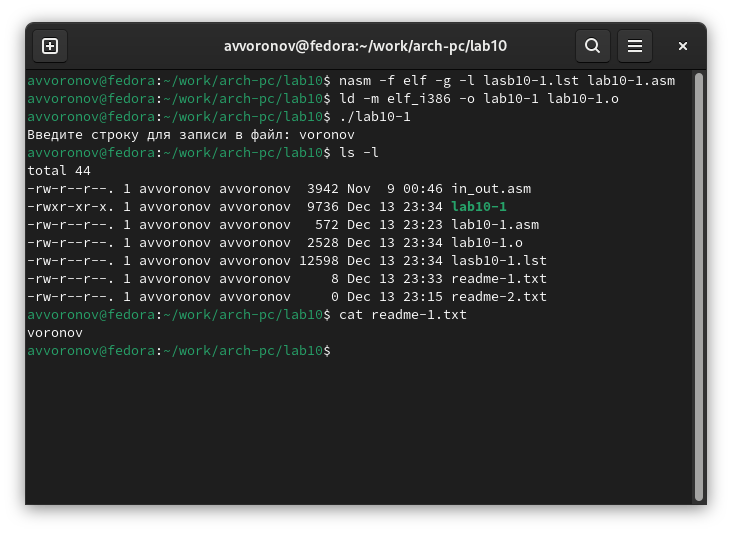 avvoronov@fedora:~/work/arch-pc/lab10
avvoronov@fedora:~/work/arch-pc/lab10$ nasm -f elf -g -l lasb10-1.lst lab10-1.asm
avvoronov@fedora:~/work/arch-pc/lab10$ ld -m elf_i386 -o lab10-1 lab10-1.o
avvoronov@fedora:~/work/arch-pc/lab10$ ./lab10-1
Введите строку для записи в файл: voronov
avvoronov@fedora:~/work/arch-pc/lab10$ ls -l
total 44
-rw-r--r--. 1 avvoronov avvoronov  3942 Nov  9 00:46 in_out.asm
-rwxr-xr-x. 1 avvoronov avvoronov  9736 Dec 13 23:34 lab10-1
-rw-r--r--. 1 avvoronov avvoronov   572 Dec 13 23:23 lab10-1.asm
-rw-r--r--. 1 avvoronov avvoronov  2528 Dec 13 23:34 lab10-1.o
-rw-r--r--. 1 avvoronov avvoronov 12598 Dec 13 23:34 lasb10-1.lst
-rw-r--r--. 1 avvoronov avvoronov     8 Dec 13 23:33 readme-1.txt
-rw-r--r--. 1 avvoronov avvoronov     0 Dec 13 23:15 readme-2.txt
avvoronov@fedora:~/work/arch-pc/lab10$ cat readme-1.txt
voronov
avvoronov@fedora:~/work/arch-pc/lab10$